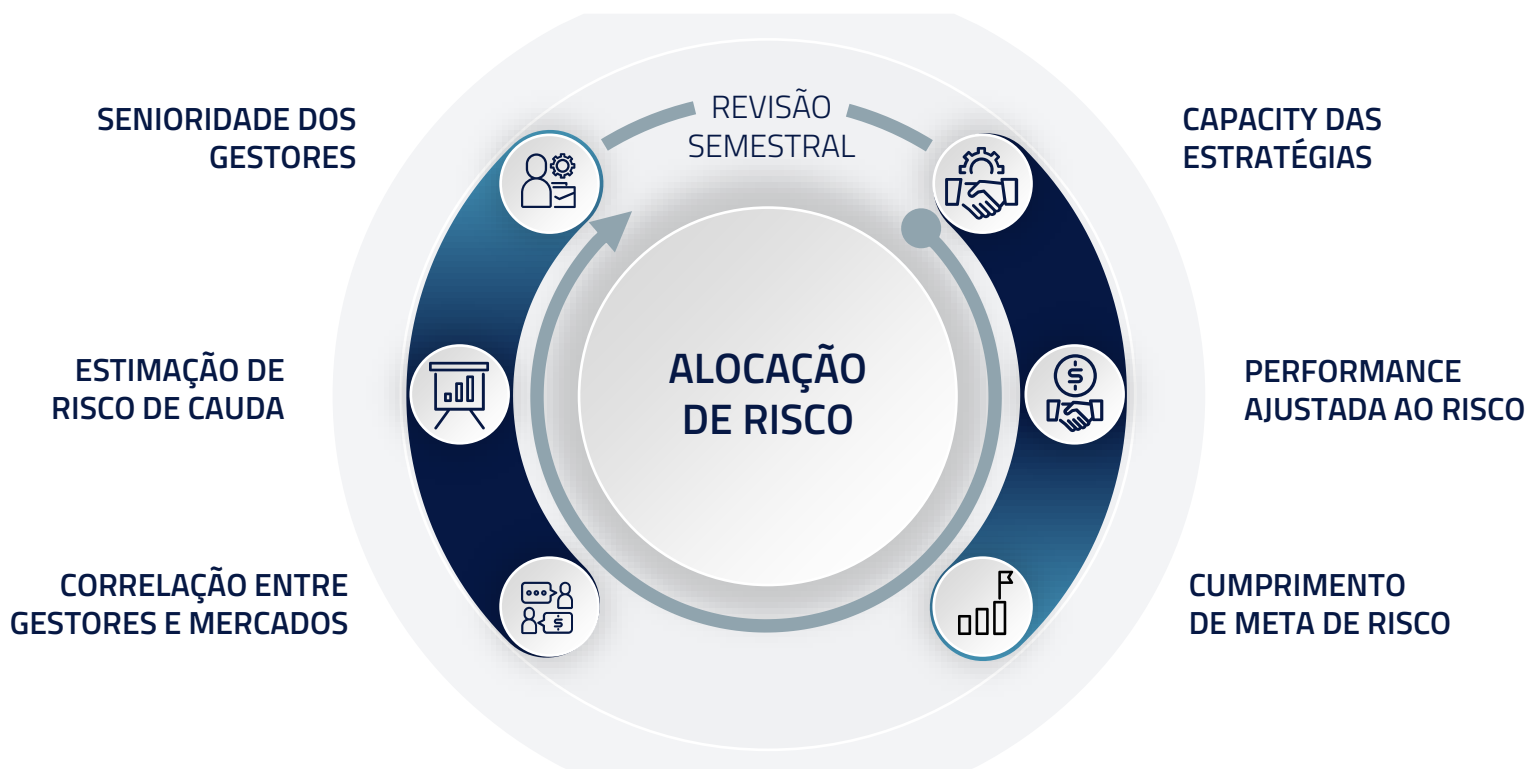 REVISÃO
SEMESTRAL
SENIORIDADE DOS
GESTORES
CAPACITY DAS
ESTRATÉGIAS
ESTIMAÇÃO DE
RISCO DE CAUDA
ALOCAÇÃO
DE RISCO
PERFORMANCE
AJUSTADA AO RISCO
CORRELAÇÃO ENTRE
GESTORES E MERCADOS
CUMPRIMENTO
DE META DE RISCO